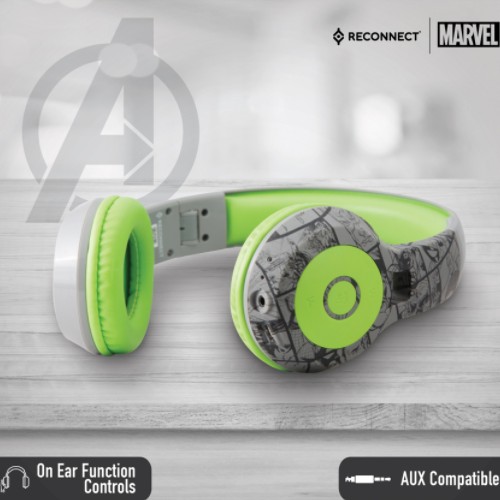 RECONNECT
MARVEL
On Ear Function
Controls
AUX Compatible